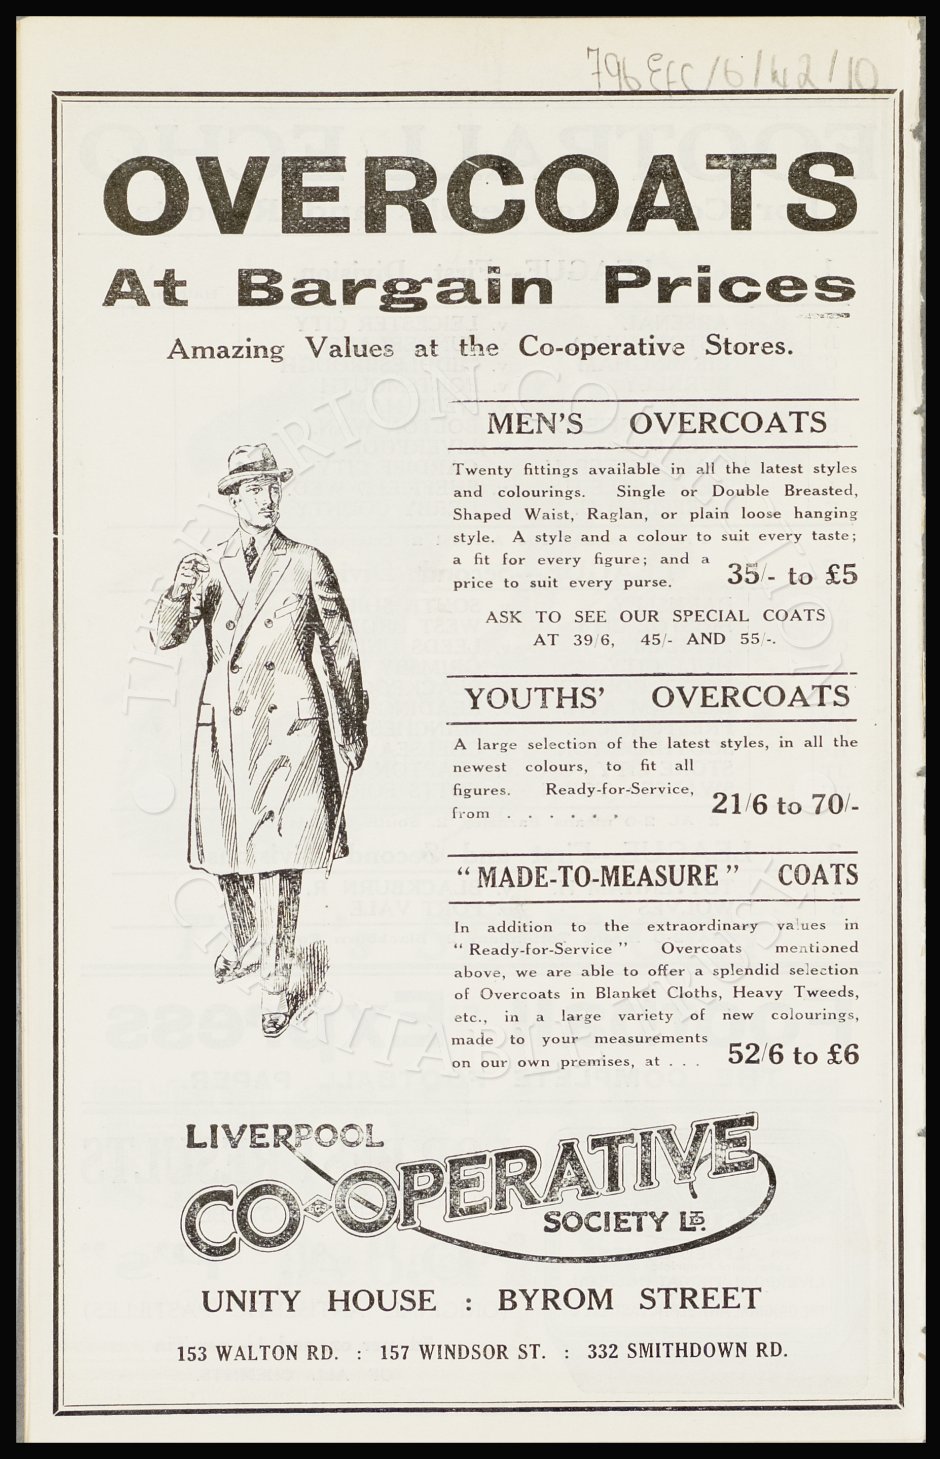 796 EFC/6/42/10
OVERCOATS
At Bargain Prices
Amazing Values at the Co-operative Stores.
MEN'S OVERCOATS
Twenty fittings available in all the latest styles
and colourings. Single or Double Breasted,
Shaped Waist, Raglan, or plain loose hanging
style. A style and a colour to suit every taste;
a fit for every figure; and a
price to suit every purse. 35/- to £5
ASK TO SEE OUR SPECIAL COATS
AT 39/6, 45/- AND 55/-.
YOUTHS' OVERCOATS
A large selection of the latest styles, in all the
newest colours, to fit all
figures. Ready-for-Service,
from . . . . . . 21/6 to 70/-
"MADE-TO-MEASURE" COATS
In addition to the extraordinary values in
"Ready-for-Service" Overcoats mentioned
above, we are able to offer a splendid selection
of Overcoats in Blanket Cloths, Heavy Tweeds,
etc., in a large variety of new colourings,
made to your measurements
on our own premises, at . . . 52/6 to £6
LIVERPOOL
CO-OPERATIVE
SOCIETY LTD.
UNITY HOUSE : BYROM STREET
153 WALTON RD. : 157 WINDSOR ST. : 332 SMITHDOWN RD.
THE EVERTON COLLECTION
CHARITABLE TRUST